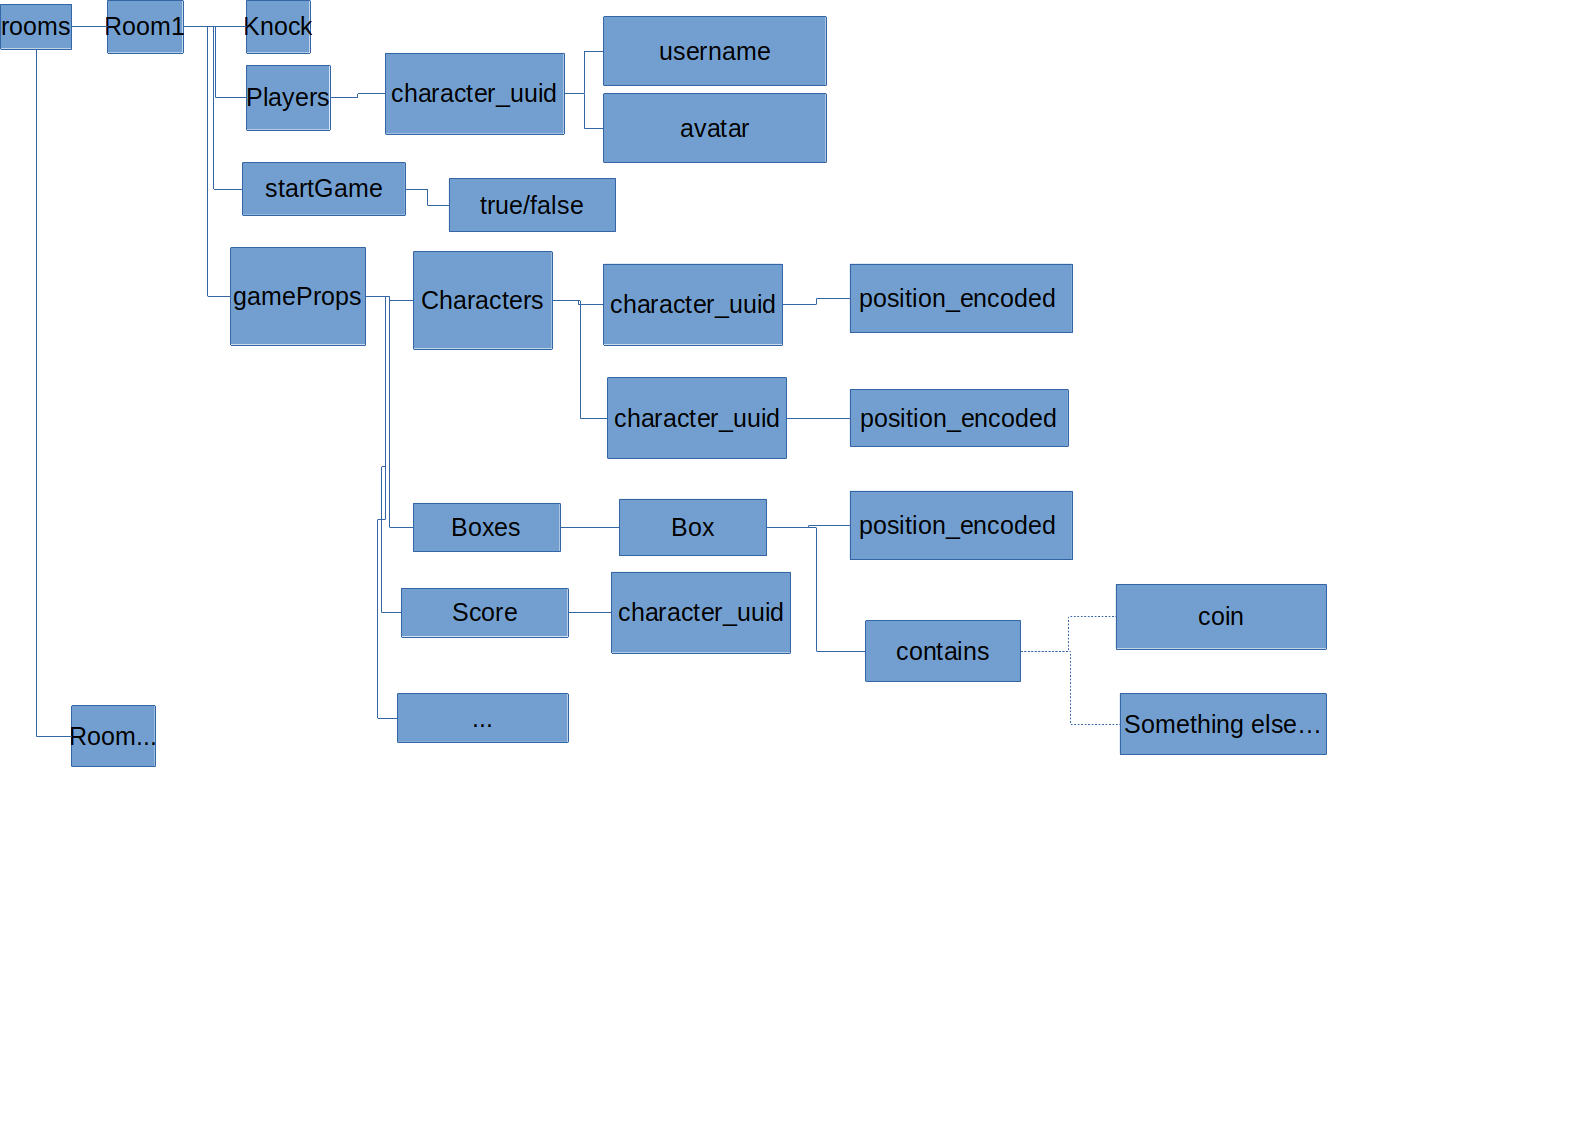 rooms
Room1
Knock
Players
character_uuid
username
avatar
startGame
true/false
gameProps
Characters
character_uuid
position_encoded
character_uuid
position_encoded
Boxes
Box
position_encoded
Score
character_uuid
contains
coin
Something else…
...
Room...